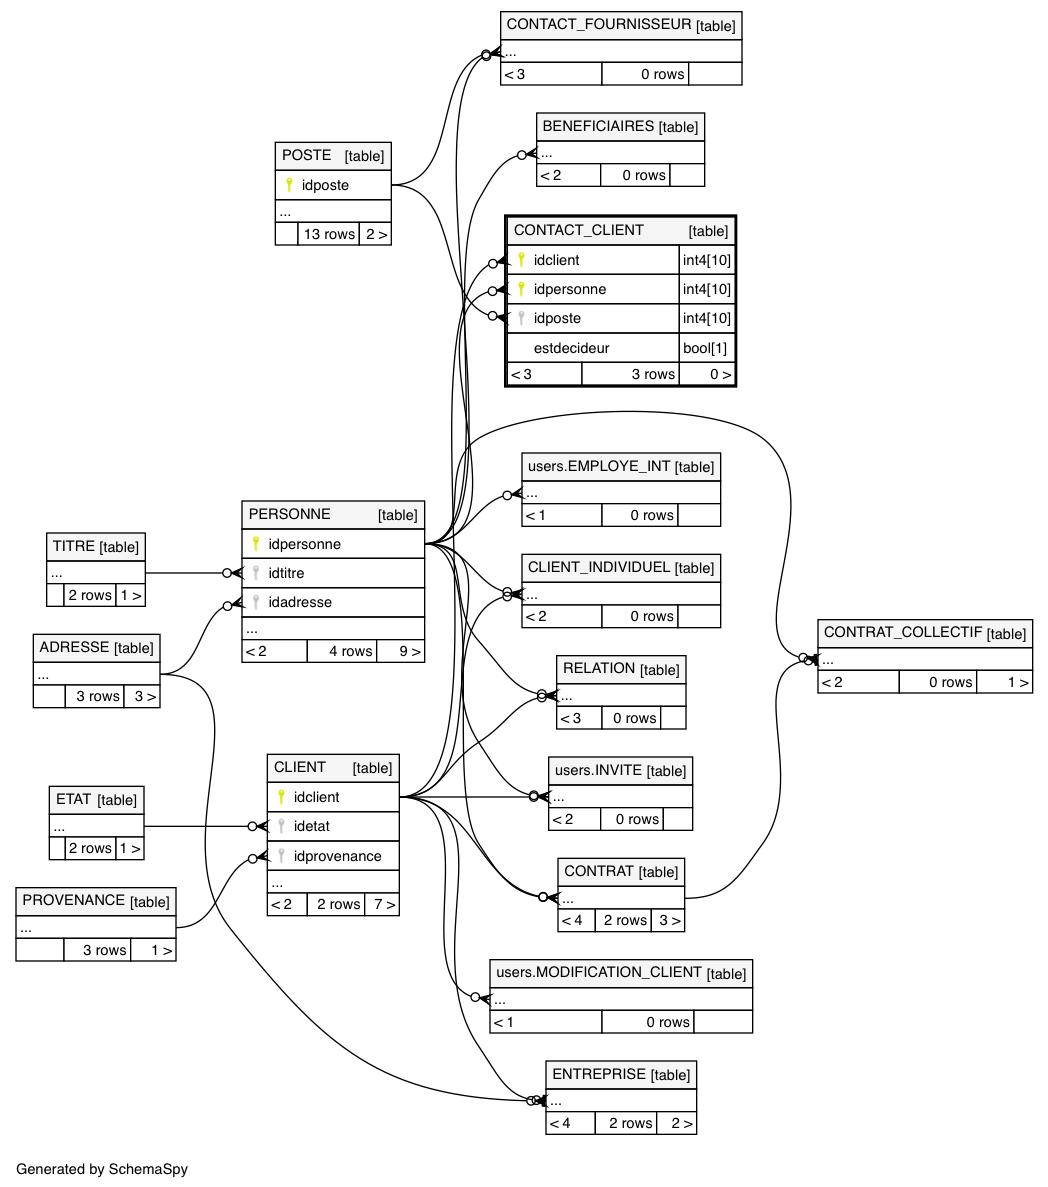 CONTACT_FOURNISSEUR [table]
...
< 3 0 rows
BENEFICIAIRES [table]
...
< 2 0 rows
POSTE [table]
idposte
...
13 rows 2 >
CONTACT_CLIENT [table]
idclient int4[10]
idpersonne int4[10]
idposte int4[10]
estdecideur bool[1]
< 3 3 rows 0 >
users.EMPLOYE_INT [table]
...
< 1 0 rows
PERSONNE [table]
idpersonne
idtitre
idadresse
...
< 2 4 rows 9 >
TITRE [table]
...
2 rows 1 >
CLIENT_INDIVIDUEL [table]
...
< 2 0 rows
ADRESSE [table]
...
3 rows 3 >
CONTRAT_COLLECTIF [table]
...
< 2 0 rows 1 >
RELATION [table]
...
< 3 0 rows
CLIENT [table]
idclient
idetat
idprovenance
...
< 2 2 rows 7 >
users.INVITE [table]
...
< 2 0 rows
ETAT [table]
...
2 rows 1 >
CONTRAT [table]
...
< 4 2 rows 3 >
PROVENANCE [table]
...
3 rows 1 >
users.MODIFICATION_CLIENT [table]
...
< 1 0 rows
ENTREPRISE [table]
...
< 4 2 rows 2 >
Generated by SchemaSpy